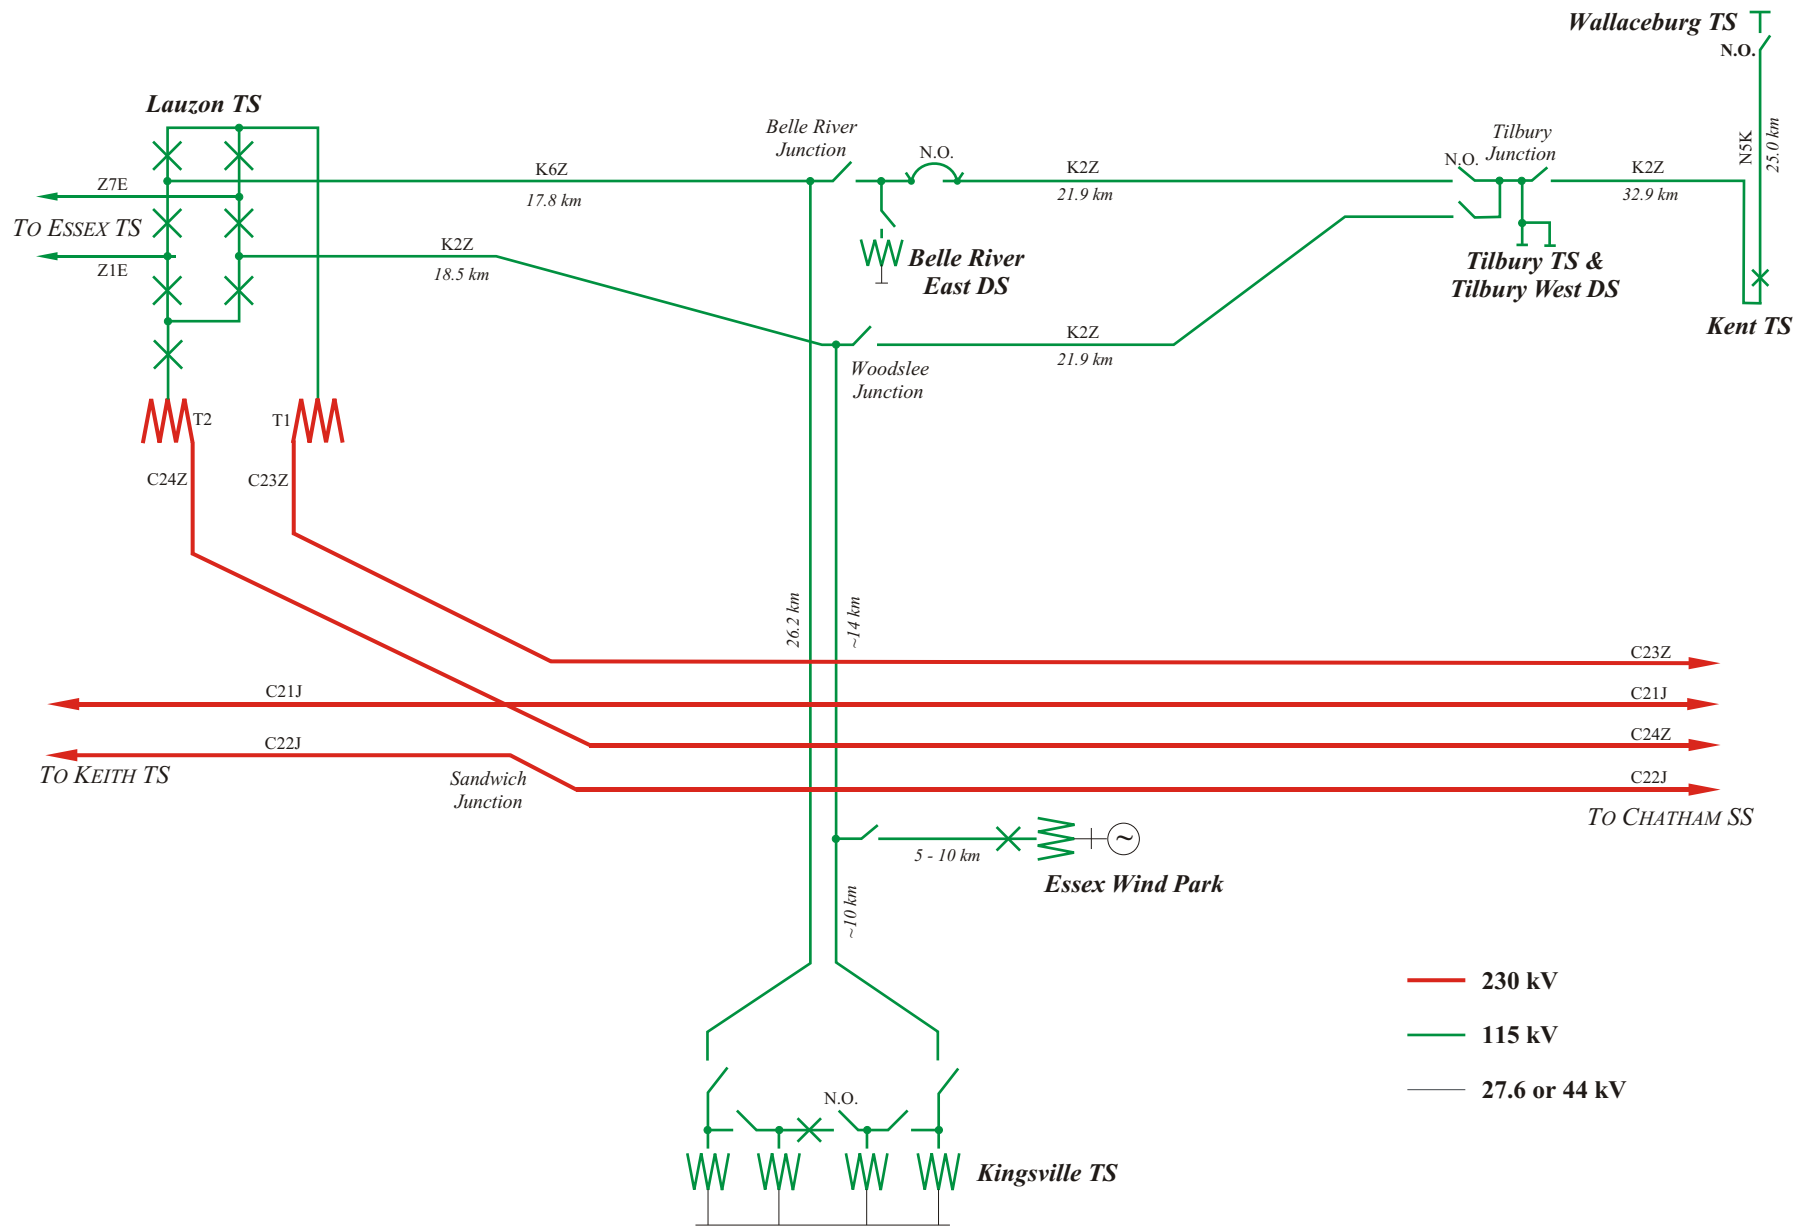 Wallaceburg TS
N.O.
Lauzon TS
Belle River
Junction
N.O.
Tilbury
Junction
N.O.
N5K
25.0 km
K6Z
17.8 km
K2Z
21.9 km
K2Z
32.9 km
Z7E
TO ESSEX TS
Z1E
K2Z
18.5 km
Belle River
East DS
Tilbury TS &
Tilbury West DS
Kent TS
K2Z
21.9 km
Woodslee
Junction
T2
T1
C24Z
C23Z
26.2 km
~14 km
C23Z
C21J
C21J
C22J
C24Z
TO KEITH TS
Sandwich
Junction
C22J
TO CHATHAM SS
~
5 - 10 km
Essex Wind Park
~10 km
230 kV
115 kV
27.6 or 44 kV
N.O.
Kingsville TS